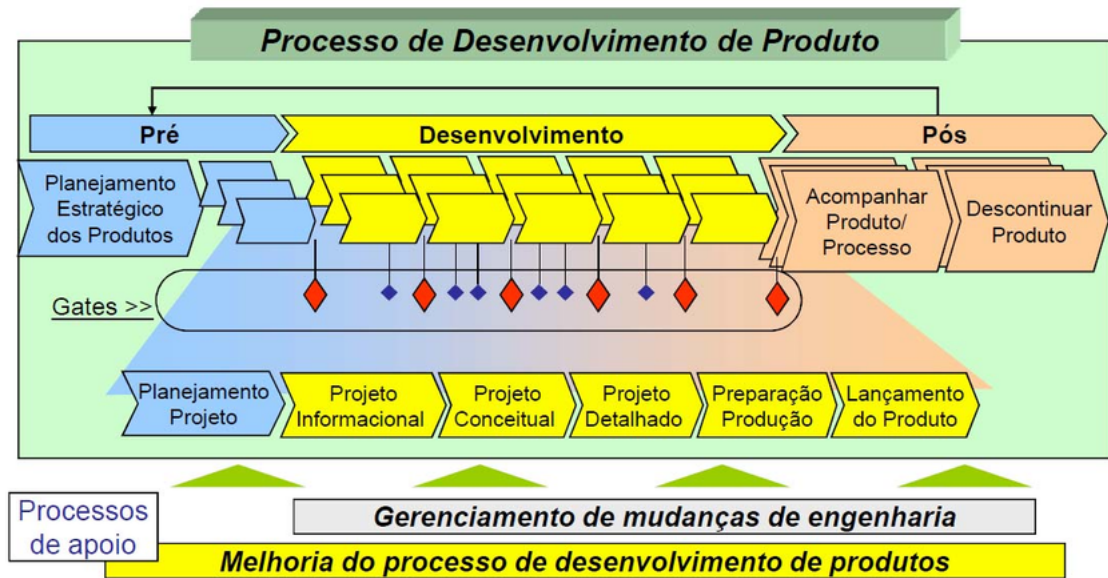 Processo de Desenvolvimento de Produto
Pré
Desenvolvimento
Pós
Planejamento
Estratégico
dos Produtos
Acompanhar
Produto/
Processo
Descontinuar
Produto
Gates >>
Planejamento
Projeto
Projeto
Informacional
Projeto
Conceitual
Projeto
Detalhado
Preparação
Produção
Lançamento
do Produto
Processos
de apoio
Gerenciamento de mudanças de engenharia
Melhoria do processo de desenvolvimento de produtos